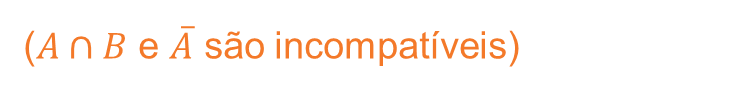 (𝐴 ∩ 𝐵 e 𝐴̅ são incompatíveis)